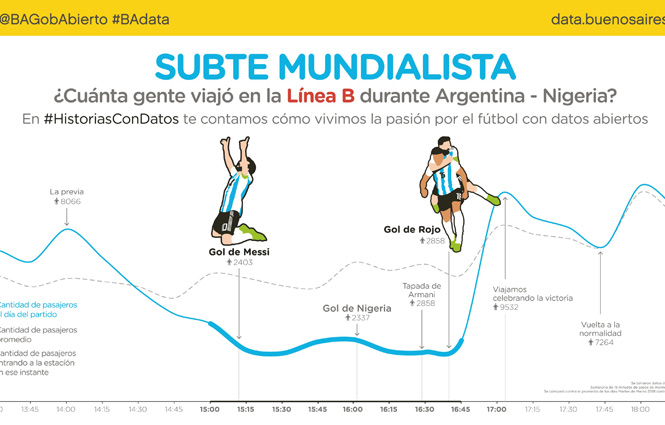 @BAGobAbierto #BAdata
data.buenosaires
SUBTE MUNDIALISTA
¿Cuánta gente viajó en la Línea B durante Argentina - Nigeria?
En #HistoriasConDatos te contamos cómo vivimos la pasión por el fútbol con datos abiertos
La previa
8066
Gol de Messi
2403
Gol de Rojo
2858
Gol de Nigeria
2337
Tapada de
Armani
2858
Viajamos
celebrando la victoria
9532
Vuelta a la
normalidad
7264
Cantidad de pasajeros
el día del partido
Cantidad de pasajeros
promedio
Cantidad de pasajeros
entrando a la estación
en ese instante
13:45
14:00
14:15
14:30
14:45
15:00
15:15
15:30
15:45
16:00
16:15
16:30
16:45
17:00
17:15
17:30
17:45
18:00